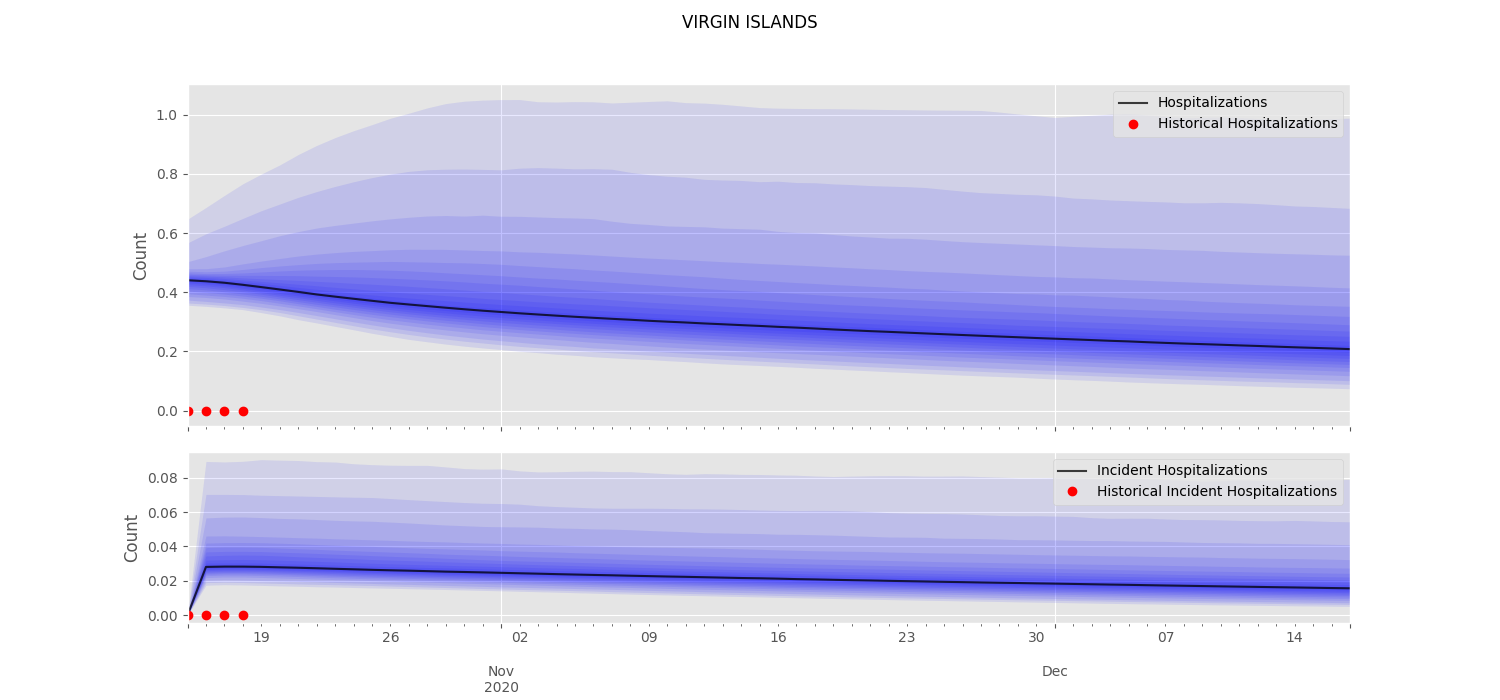 VIRGIN ISLANDS
Count
1.0
0.8
0.6
0.4
0.2
0.0
Hospitalizations
Historical Hospitalizations
Count
0.08
0.06
0.04
0.02
0.00
Incident Hospitalizations
Historical Incident Hospitalizations
19 26 02 09 16 23 30 07 14
Nov Dec
2020